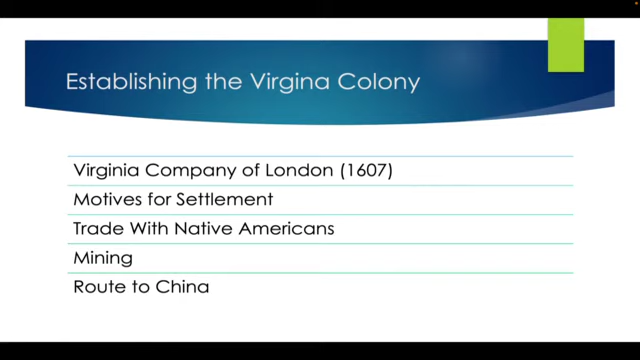 Establishing the Virgina Colony
Virginia Company of London (1607)
Motives for Settlement
Trade With Native Americans
Mining
Route to China